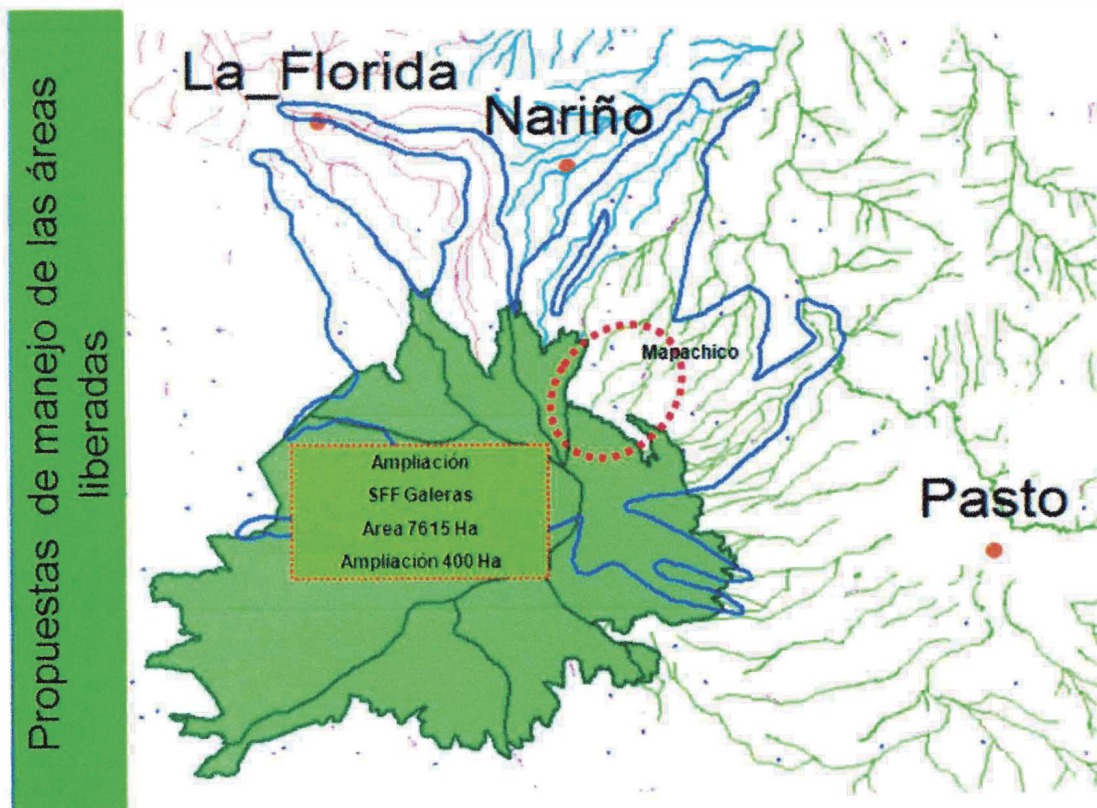 Propuestas de manejo de las áreas
liberadas
La_Florida
Nariño
Mapachico
Ampliación
SFF Galeras
Area 7615 Ha
Ampliación 400 Ha
Pasto